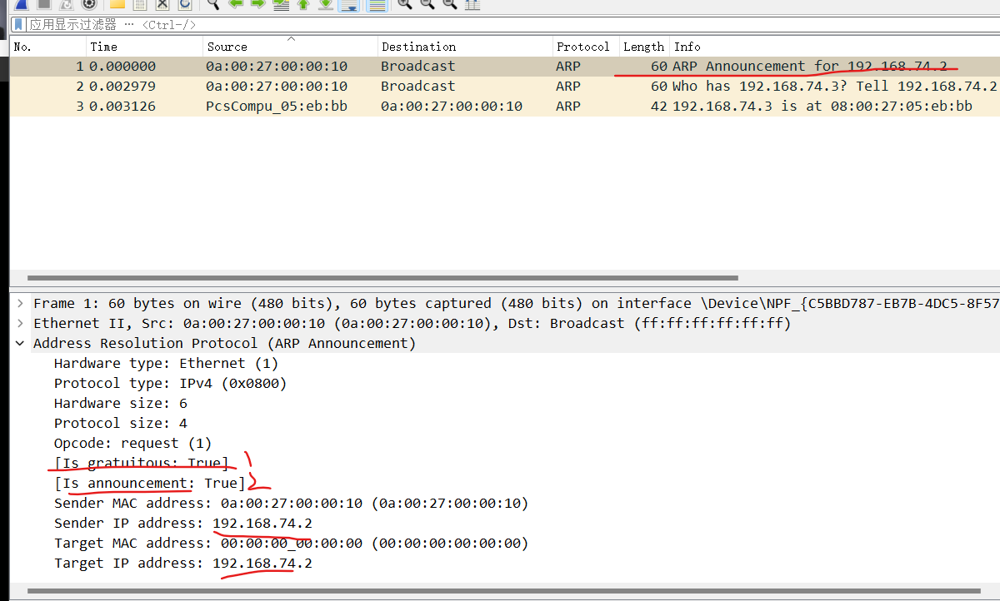 应用显示过滤器 … <Ctrl-/>
No. Time Source Destination Protocol Length Info
1 0.000000 0a:00:27:00:00:10 Broadcast ARP 60 ARP Announcement for 192.168.74.2
2 0.002979 0a:00:27:00:00:10 Broadcast ARP 60 Who has 192.168.74.3? Tell 192.168.74.2
3 0.003126 PcsCompu_05:eb:bb 0a:00:27:00:00:10 ARP 42 192.168.74.3 is at 08:00:27:05:eb:bb
Frame 1: 60 bytes on wire (480 bits), 60 bytes captured (480 bits) on interface \Device\NPF_{C5BBD787-EB7B-4DC5-8F57
Ethernet II, Src: 0a:00:27:00:00:10 (0a:00:27:00:00:10), Dst: Broadcast (ff:ff:ff:ff:ff:ff)
Address Resolution Protocol (ARP Announcement)
Hardware type: Ethernet (1)
Protocol type: IPv4 (0x0800)
Hardware size: 6
Protocol size: 4
Opcode: request (1)
[Is gratuitous: True] 1
[Is announcement: True] 2
Sender MAC address: 0a:00:27:00:00:10 (0a:00:27:00:00:10)
Sender IP address: 192.168.74.2
Target MAC address: 00:00:00_00:00:00 (00:00:00:00:00:00)
Target IP address: 192.168.74.2